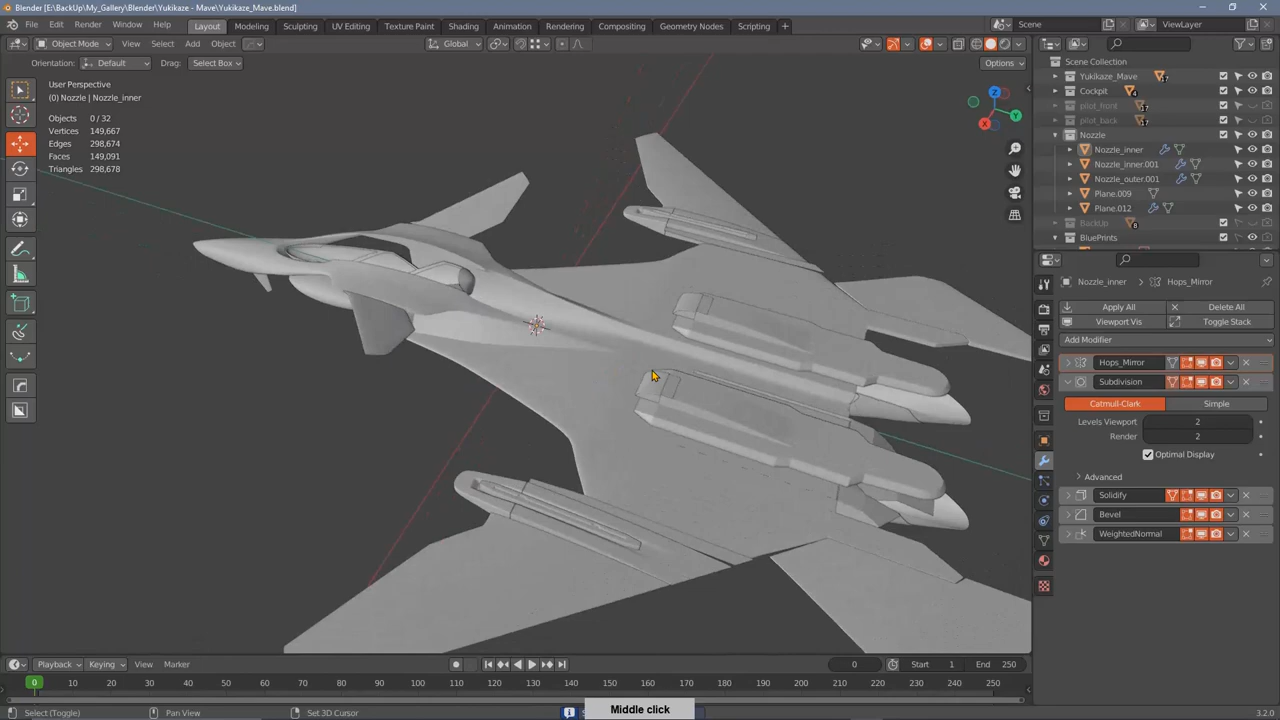 Blender [E:\BackUp\My_Gallery\Blender\Yukikaze - Mave\Yukikaze_Mave.blend]
File Edit Render Window Help Layout Modeling Sculpting UV Editing Texture Paint Shading Animation Rendering Compositing Geometry Nodes Scripting + Scene ViewLayer
Object Mode View Select Add Object Global
Orientation: Default Drag: Select Box Options
User Perspective
(0) Nozzle | Nozzle_inner
Objects 0 / 32
Vertices 149,667
Edges 298,674
Faces 149,091
Triangles 298,678
Z
Y
X
Scene Collection
Yukikaze_Mave 17
Cockpit 4
pilot_front 17
pilot_back 17
Nozzle
Nozzle_inner
Nozzle_inner.001
Nozzle_outer.001
Plane.009
Plane.012
BackUp 8
BluePrints
Nozzle_inner Hops_Mirror
Apply All Delete All
Viewport Vis Toggle Stack
Add Modifier
Hops_Mirror
Subdivision
Catmull-Clark Simple
Levels Viewport 2
Render 2
Optimal Display
Advanced
Solidify
Bevel
WeightedNormal
Playback Keying View Marker 0 Start 1 End 250
0 10 20 30 40 50 60 70 80 90 100 110 120 130 140 150 160 170 180 190 200 210 220 230 240 250
Select (Toggle) Pan View Set 3D Cursor Middle click 3.2.0